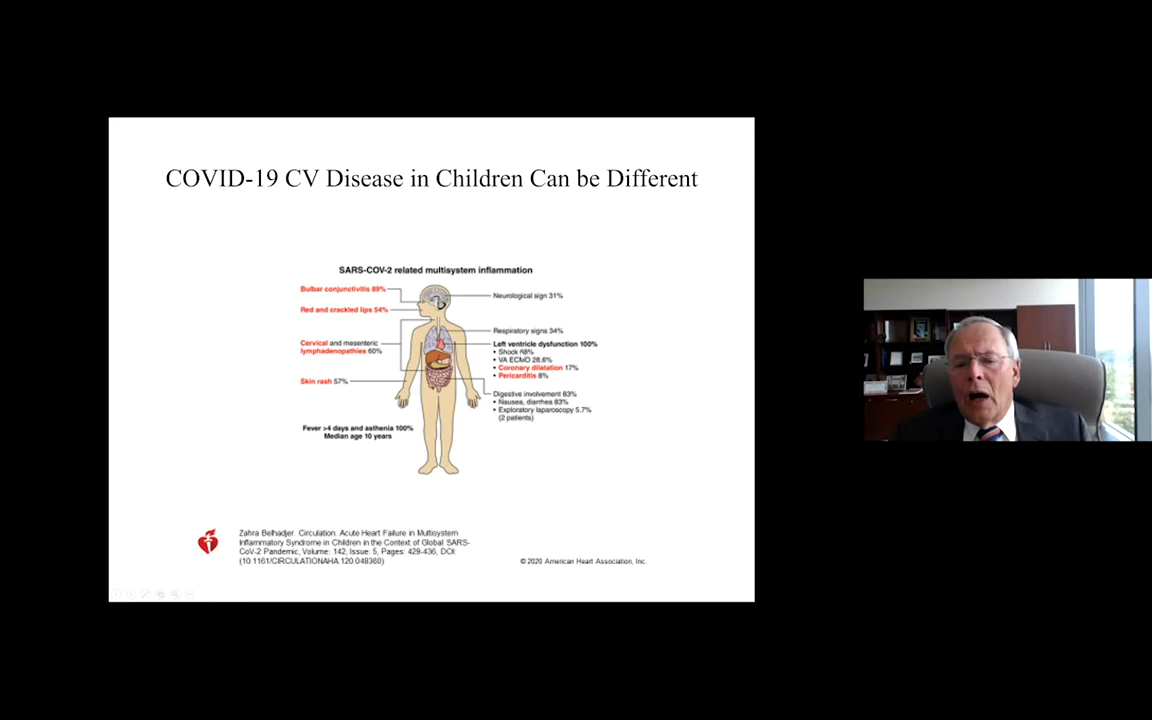 COVID-19 CV Disease in Children Can be Different
SARS-COV-2 related multisystem inflammation
Bulbar conjunctivitis 89%
Red and crackled lips 54%
Cervical and mesenteric
lymphadenopathies 60%
Skin rash 57%
Fever >4 days and asthenia 100%
Median age 10 years
Neurological sign 31%
Respiratory signs 34%
Left ventricle dysfunction 100%
• Shock 68%
• VA ECMO 28.6%
• Coronary dilatation 17%
• Pericarditis 8%
Digestive involvement 83%
• Nausea, diarrhea 83%
• Exploratory laparoscopy 5.7%
(2 patients)
Zahra Belhadjer. Circulation. Acute Heart Failure in Multisystem
Inflammatory Syndrome in Children in the Context of Global SARS-
CoV-2 Pandemic, Volume: 142, Issue: 5, Pages: 429-436, DOI:
(10.1161/CIRCULATIONAHA.120.048360)
© 2020 American Heart Association, Inc.